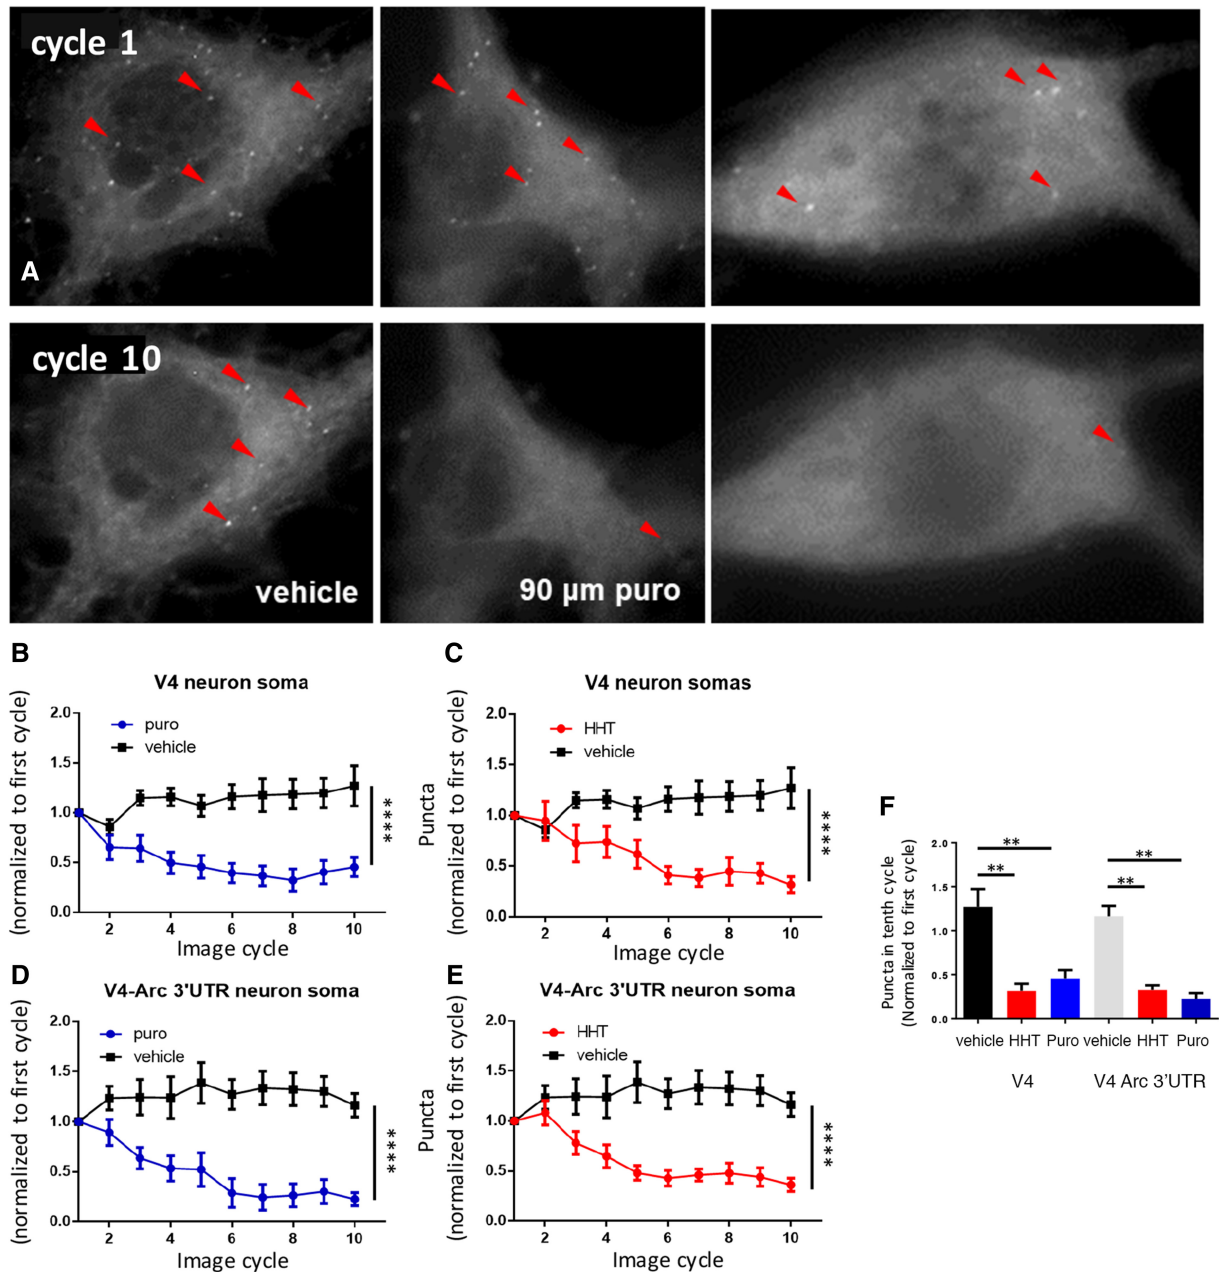 cycle 1
A
cycle 10
vehicle
90 μm puro
B
V4 neuron soma
(normalized to first cycle)
2.0
1.5
1.0
0.5
0.0
puro
vehicle
****
2
4
6
8
10
Image cycle
C
V4 neuron somas
Puncta
(normalized to first cycle)
2.0
1.5
1.0
0.5
0.0
HHT
vehicle
****
2
4
6
8
10
Image cycle
D
V4-Arc 3'UTR neuron soma
(normalized to first cycle)
2.0
1.5
1.0
0.5
0.0
puro
vehicle
****
2
4
6
8
10
Image cycle
E
V4-Arc 3'UTR neuron soma
Puncta
(normalized to first cycle)
2.0
1.5
1.0
0.5
0.0
HHT
vehicle
****
2
4
6
8
10
Image cycle
F
Puncta in tenth cycle
(Normalized to first cycle)
2.0
1.5
1.0
0.5
0.0
**
**
**
**
vehicle HHT Puro vehicle HHT Puro
V4
V4 Arc 3'UTR